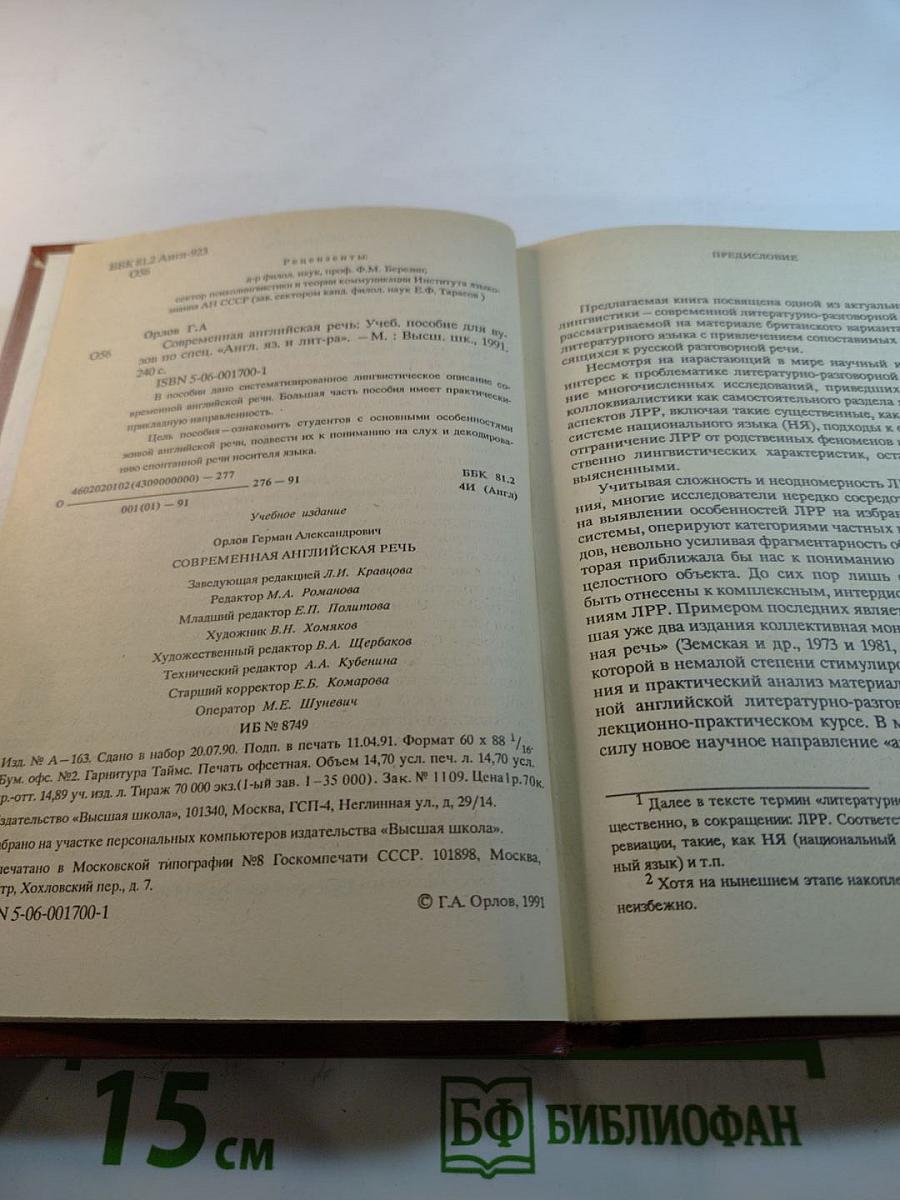 ББК 81.2 Англ-923
О56
Рецензенты:
д-р филол. наук, проф. Ф.М. Березин;
сектор психолингвистики и теории коммуникации Института языко-
знания АН СССР (зав. сектором канд. филол. наук Е.Ф. Тарасов)
Орлов Г.А
О56
Современная английская речь: Учеб. пособие для ву-
зов по спец. «Англ. яз. и лит-ра». — М. : Высш. шк., 1991.
240 с.
ISBN 5-06-001700-1
В пособии дано систематизированное лингвистическое описание со-
временной английской речи. Большая часть пособия имеет практически-
прикладную направленность.
Цель пособия — ознакомить студентов с основными особенностями
живой английской речи, подвести их к пониманию на слух и декодирова-
нию спонтанной речи носителя языка.
О 4602020102(4309000000) — 277
001(01) — 91
276 — 91
ББК 81.2
4И (Англ)
Учебное издание
Орлов Герман Александрович
СОВРЕМЕННАЯ АНГЛИЙСКАЯ РЕЧЬ
Заведующая редакцией Л.И. Кравцова
Редактор М.А. Романова
Младший редактор Е.П. Политова
Художник В.Н. Хомяков
Художественный редактор В.А. Щербаков
Технический редактор А.А. Кубенина
Старший корректор Е.Б. Комарова
Оператор М.Е. Шуневич
ИБ № 8749
Изд. № А—163. Сдано в набор 20.07.90. Подп. в печать 11.04.91. Формат 60 х 88 1/16.
Бум. офс. №2. Гарнитура Таймс. Печать офсетная. Объем 14,70 усл. печ. л. 14,70 усл.
кр.-отт. 14,89 уч. изд. л. Тираж 70 000 экз.(1-ый зав. 1—35 000). Зак. № 1109. Цена 1р.70к.
здательство «Высшая школа», 101340, Москва, ГСП-4, Неглинная ул., д, 29/14.
абрано на участке персональных компьютеров издательства «Высшая школа».
печатано в Московской типографии №8 Госкомпечати СССР. 101898, Москва,
тр, Хохловский пер., д. 7.
N 5-06-001700-1
© Г.А. Орлов, 1991
ПРЕДИСЛОВИЕ
Предлагаемая книга посвящена одной из актуальн
лингвистики — современной литературно-разговорной
рассматриваемой на материале британского варианта
литературного языка с привлечением сопоставимых
сящихся к русской разговорной речи.
Несмотря на нарастающий в мире научный и
интерес к проблематике литературно-разговорной
ние многочисленных исследований, приведших
коллоквиалистики как самостоятельного раздела я
аспектов ЛРР, включая такие существенные, как
системе национального языка (НЯ), подходы к е
отграничение ЛРР от родственных феноменов и
ственно лингвистических характеристик, оста
выясненными.
Учитывая сложность и неодномерность Л
ния, многие исследователи нередко сосредот
на выявлении особенностей ЛРР на избран
системы, оперируют категориями частных п
дов, невольно усиливая фрагментарность об
торая приближала бы нас к пониманию
целостного объекта. До сих пор лишь
быть отнесены к комплексным, интердис
ниям ЛРР. Примером последних являет
шая уже два издания коллективная мон
ная речь» (Земская и др., 1973 и 1981,
которой в немалой степени стимулиро
ния и практический анализ материал
ной английской литературно-разгов
лекционно-практическом курсе. В м
силу новое научное направление «а
1 Далее в тексте термин «литературно
щественно, в сокращении: ЛРР. Соответс
ревиации, такие, как НЯ (национальный
ный язык) и т.п.
2 Хотя на нынешнем этапе накопле
неизбежно.
15 см
БФ БИБЛИОФАН